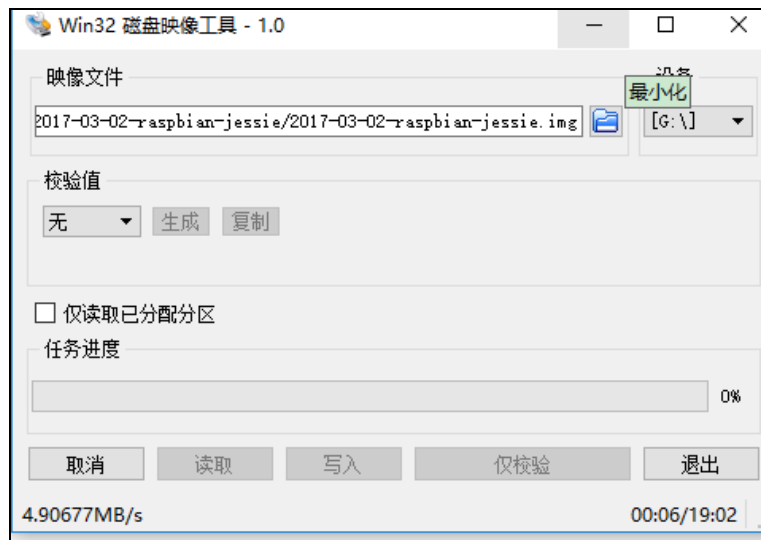 Win32 磁盘映像工具 - 1.0
映像文件
设备
最小化
2017-03-02-raspbian-jessie/2017-03-02-raspbian-jessie.img
[G:\]
校验值
无
生成
复制
仅读取已分配分区
任务进度
0%
取消
读取
写入
仅校验
退出
4.90677MB/s
00:06/19:02